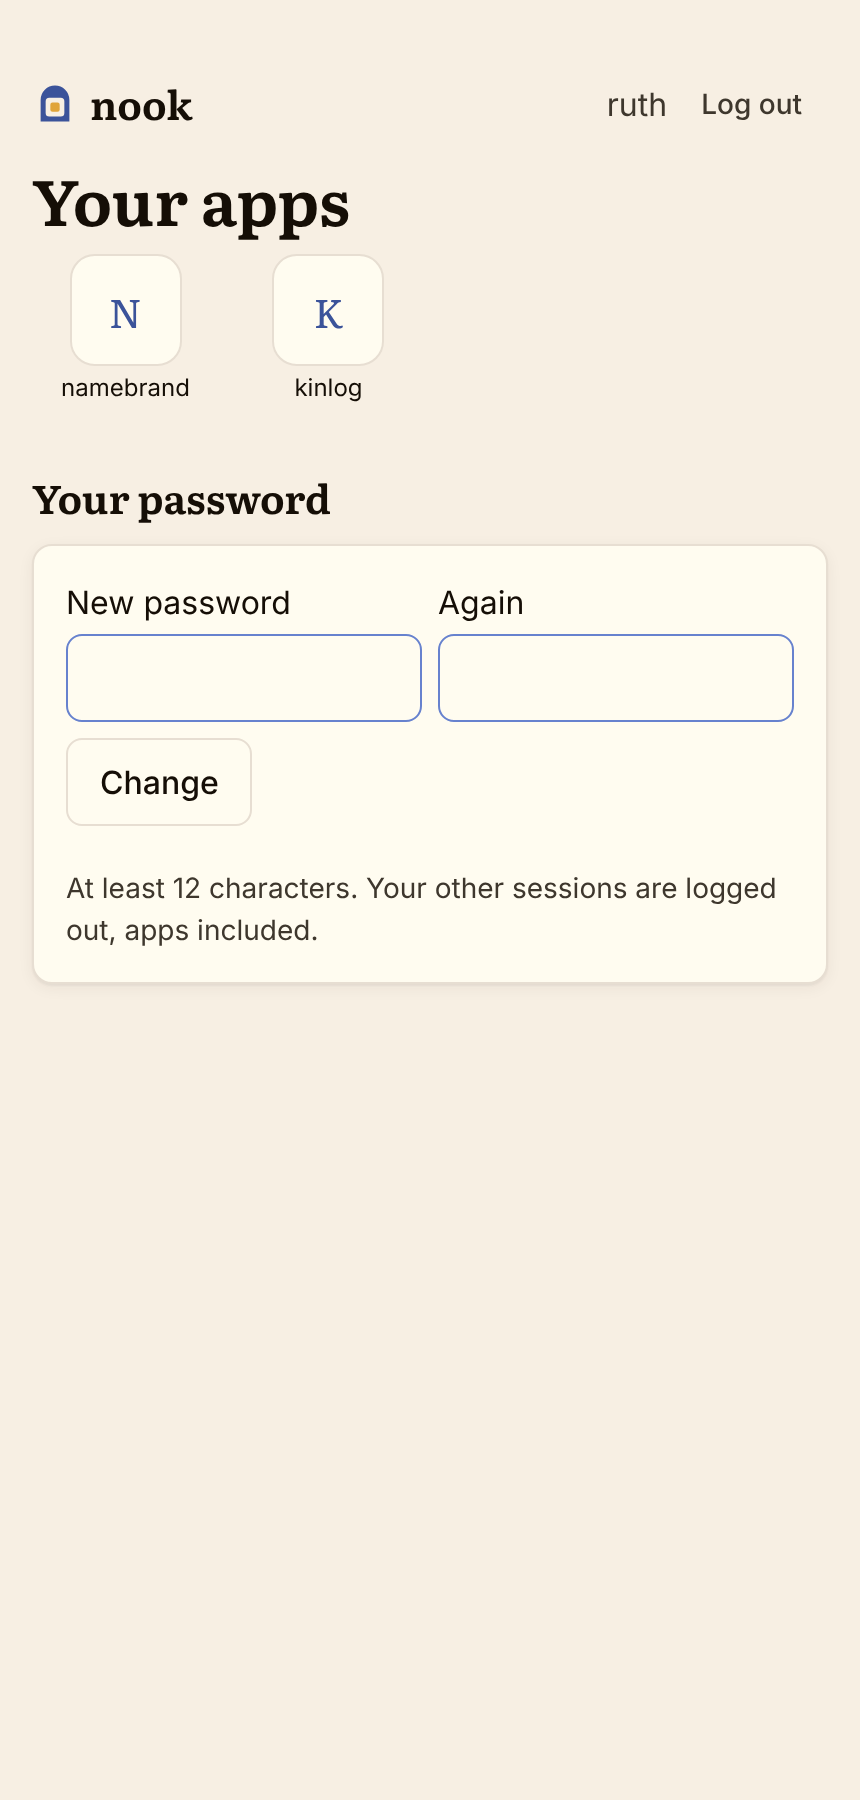 nook
ruth Log out
Your apps
N K
namebrand kinlog
Your password
New password Again
Change
At least 12 characters. Your other sessions are logged
out, apps included.